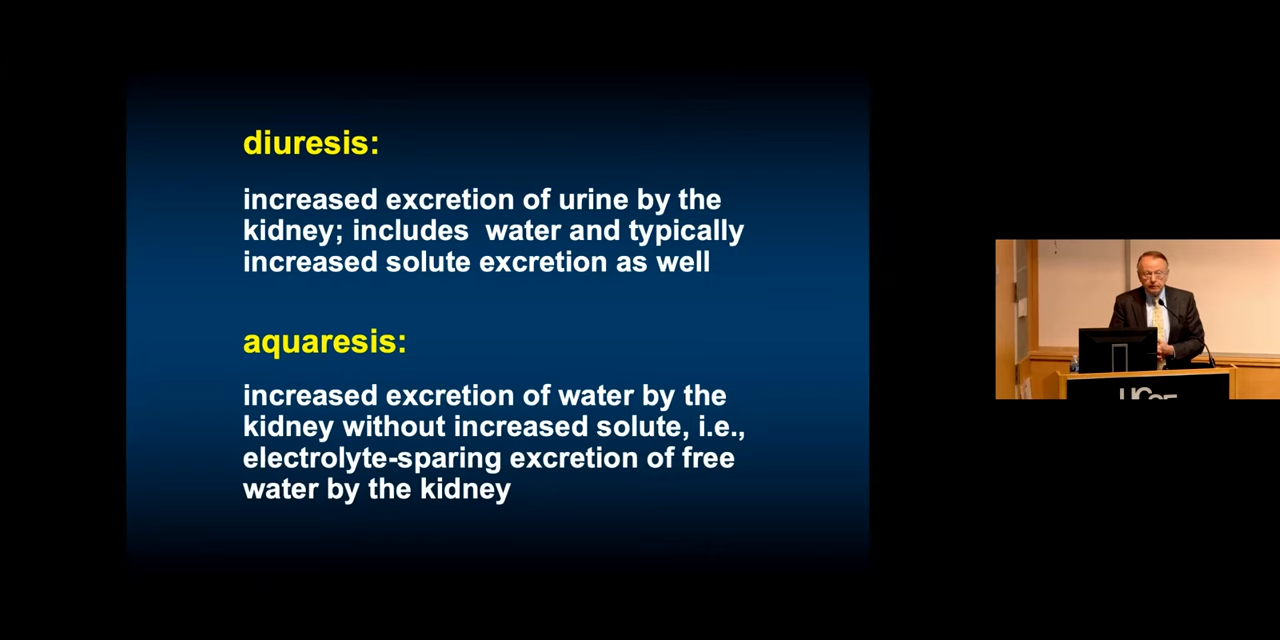 diuresis:
increased excretion of urine by the
kidney; includes  water and typically
increased solute excretion as well
aquaresis:
increased excretion of water by the
kidney without increased solute, i.e.,
electrolyte-sparing excretion of free
water by the kidney
UCSF